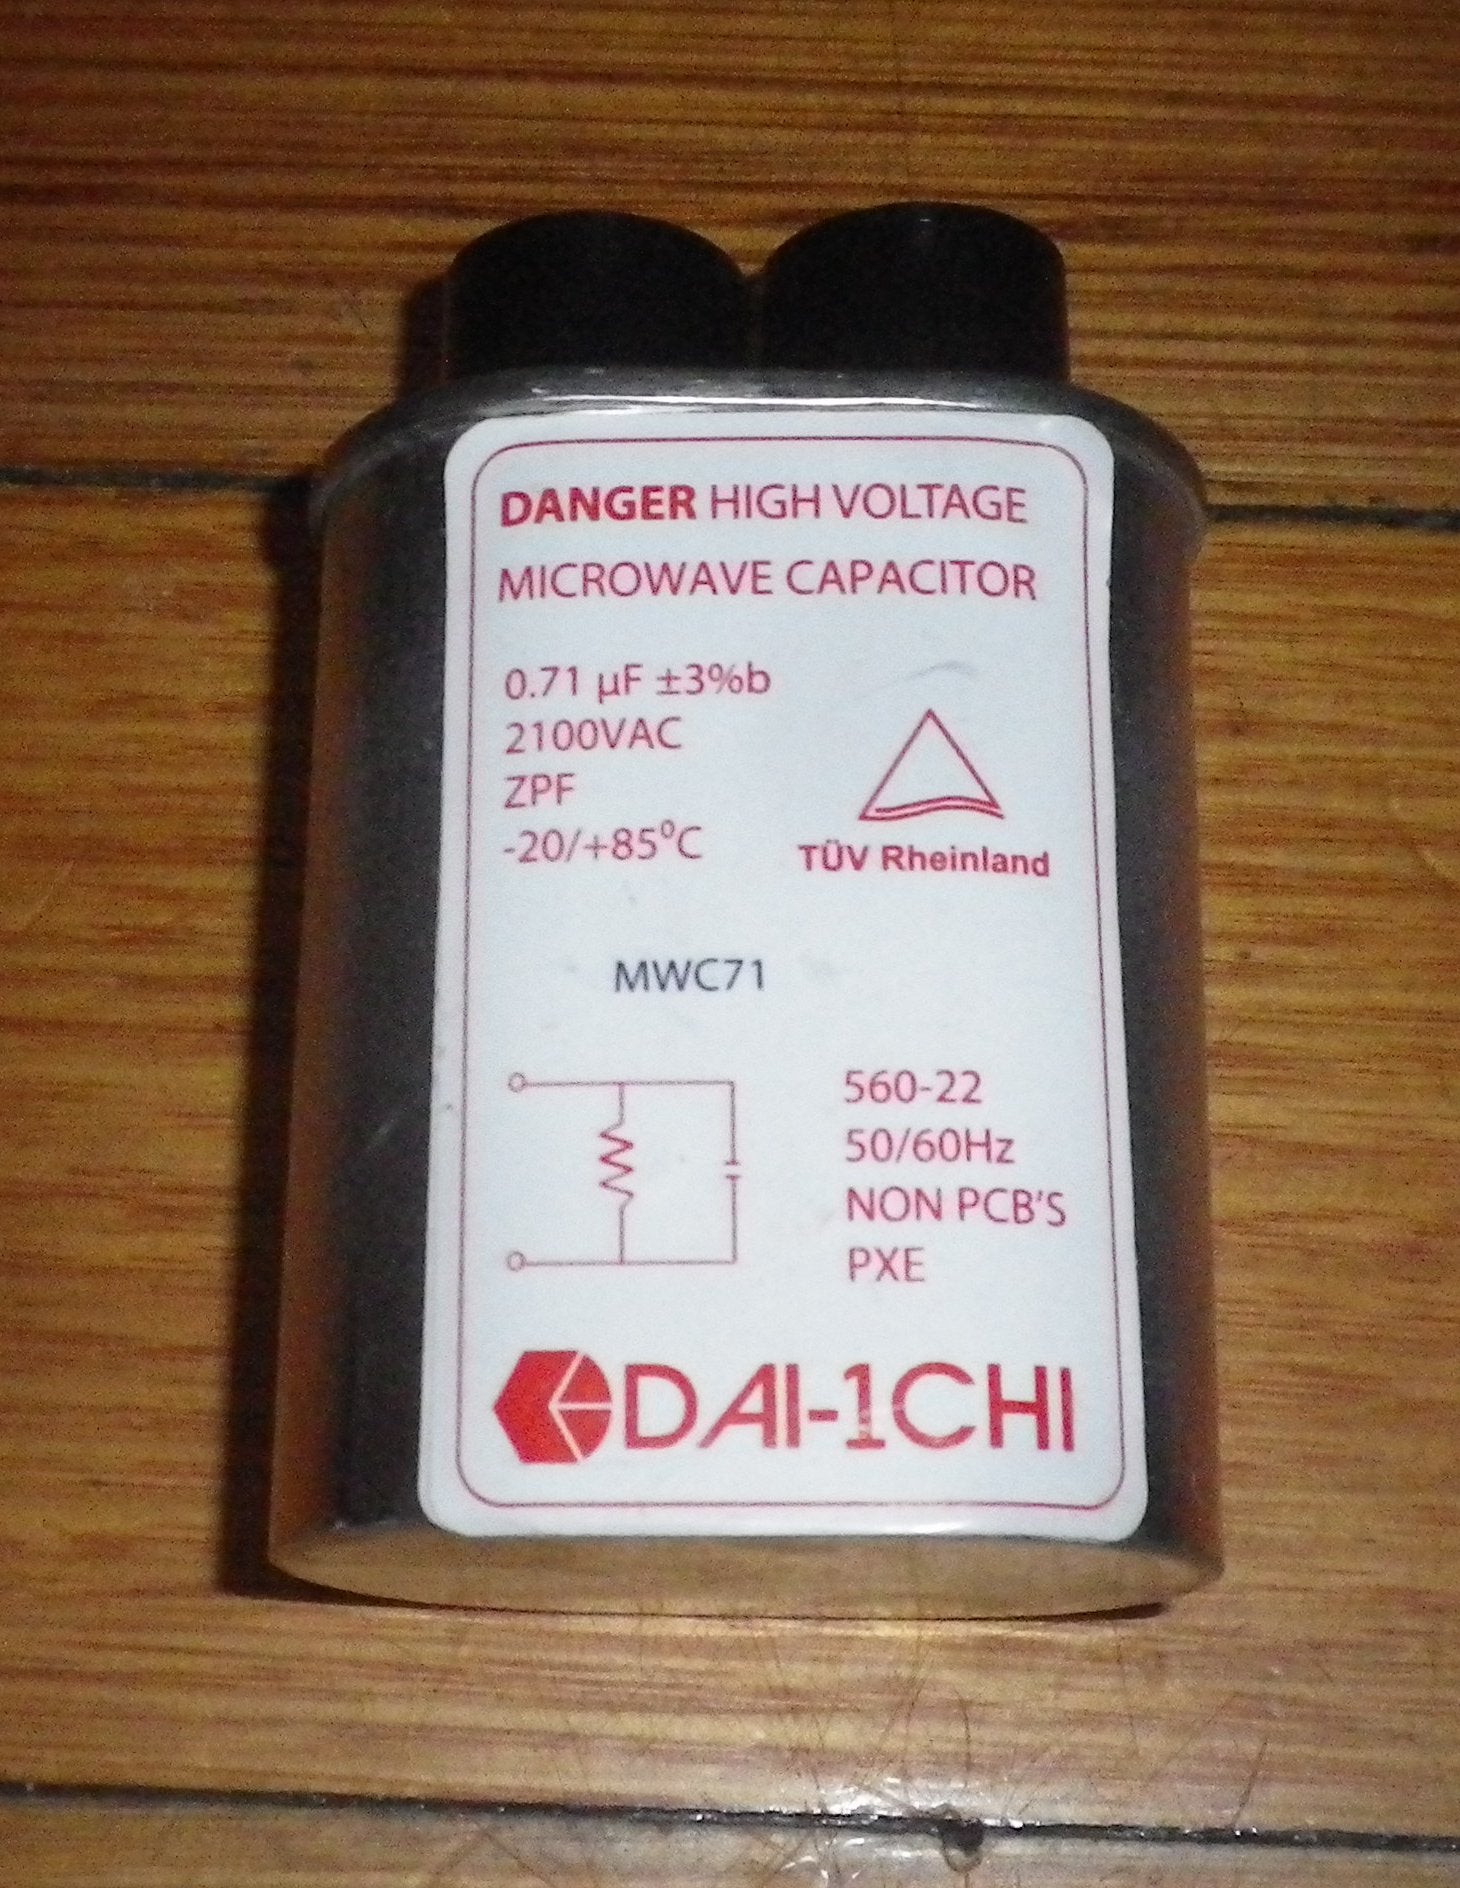 DANGER HIGH VOLTAGE
MICROWAVE CAPACITOR
0.71 µF ±3%b
2100VAC
ZPF
-20/+85⁰C
TÜV Rheinland
MWC71
560-22
50/60Hz
NON PCB'S
PXE
DAI-1CHI